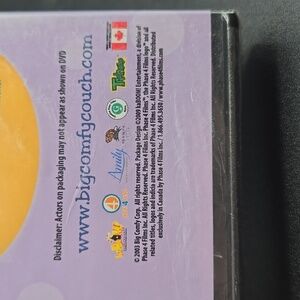 Disclaimer: Actors on packaging may not appear as shown on DVD
www.bigcomfycouch.com
Amity
© 2003 Big Comfy Corp. All rights reserved. Package Design ©2009 kaBOOM! Entertainment, a division of
Phase 4 Films Inc. All Rights Reserved. Phase 4 Films™ the Phase 4 Films logo™ and all
related titles, logos and indicia are trademarks of Phase 4 Films Inc. All Rights Reserved. Distributed
exclusively in Canada by Phase 4 Films Inc. / 1.866.495.3650 / www.phase4films.com